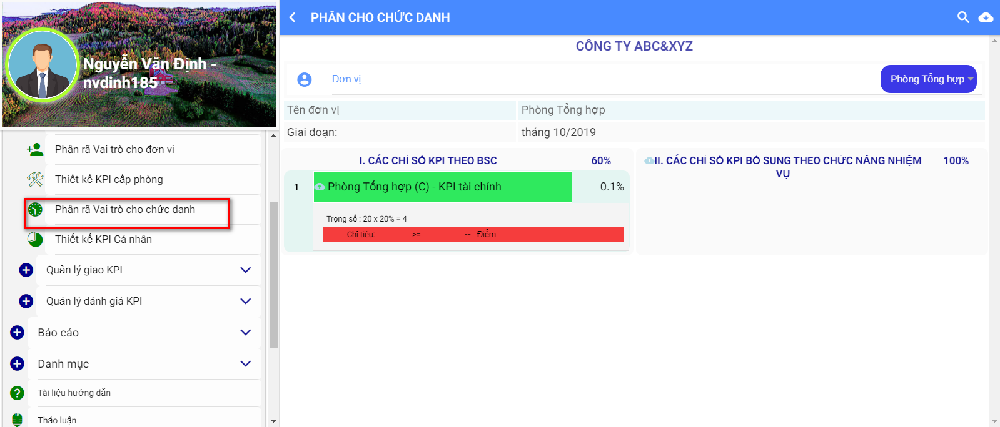 Nguyễn Văn Định -
nvdinh185
Phân rã Vai trò cho đơn vị
Thiết kế KPI cấp phòng
Phân rã Vai trò cho chức danh
Thiết kế KPI Cá nhân
Quản lý giao KPI
Quản lý đánh giá KPI
Báo cáo
Danh mục
Tài liệu hướng dẫn
Thảo luận
PHÂN CHO CHỨC DANH
CÔNG TY ABC&XYZ
Đơn vị Phòng Tổng hợp
Tên đơn vị Phòng Tổng hợp
Giai đoạn: tháng 10/2019
I. CÁC CHỈ SỐ KPI THEO BSC 60%
1 Phòng Tổng hợp (C) - KPI tài chính 0.1%
Trọng số : 20 x 20% = 4
Chỉ tiêu: >= -- Điểm
II. CÁC CHỈ SỐ KPI BỔ SUNG THEO CHỨC NĂNG NHIỆM 100%
VỤ